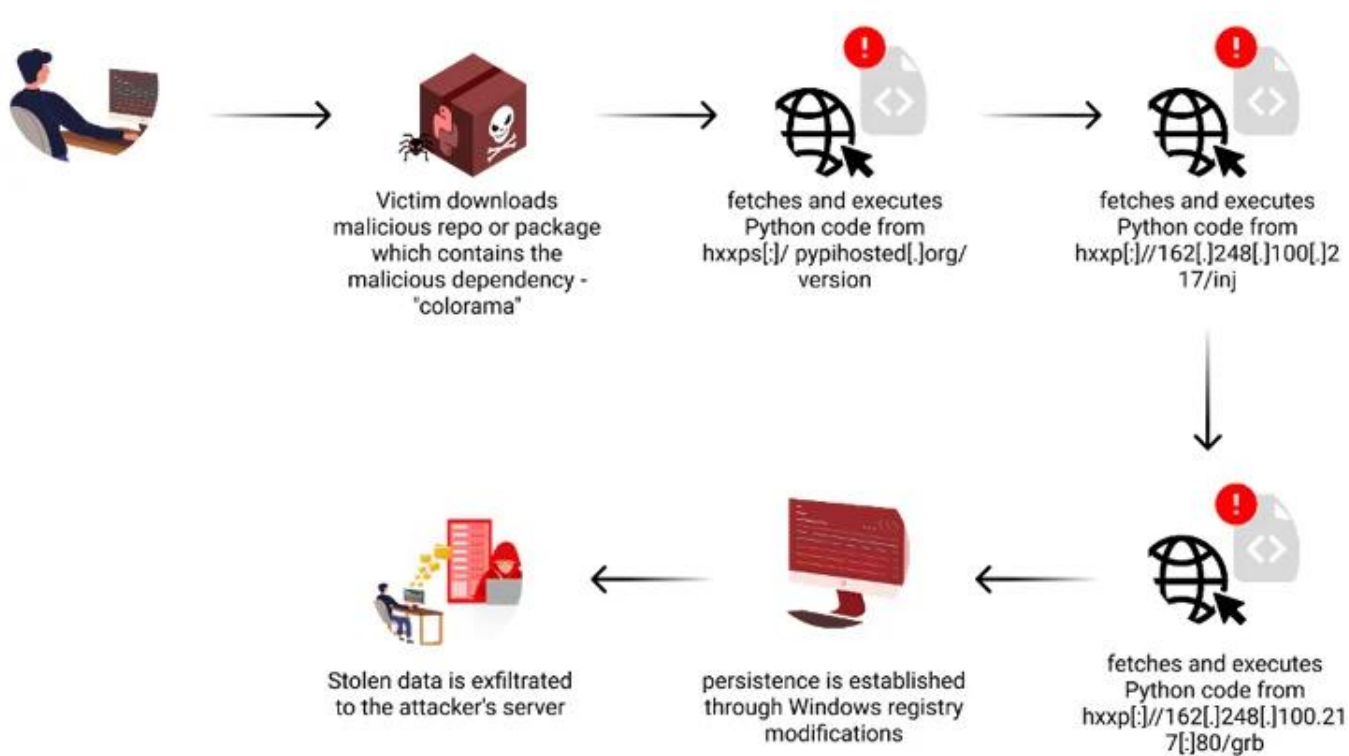 Victim downloads
malicious repo or package
which contains the
malicious dependency -
"colorama"
fetches and executes
Python code from
hxxps[:]/ pypihosted[.]org/
version
fetches and executes
Python code from
hxxp[:]//162[.]248[.]100[.]2
17/inj
fetches and executes
Python code from
hxxp[:]//162[.]248[.]100.21
7[:]80/grb
persistence is established
through Windows registry
modifications
Stolen data is exfiltrated
to the attacker's server